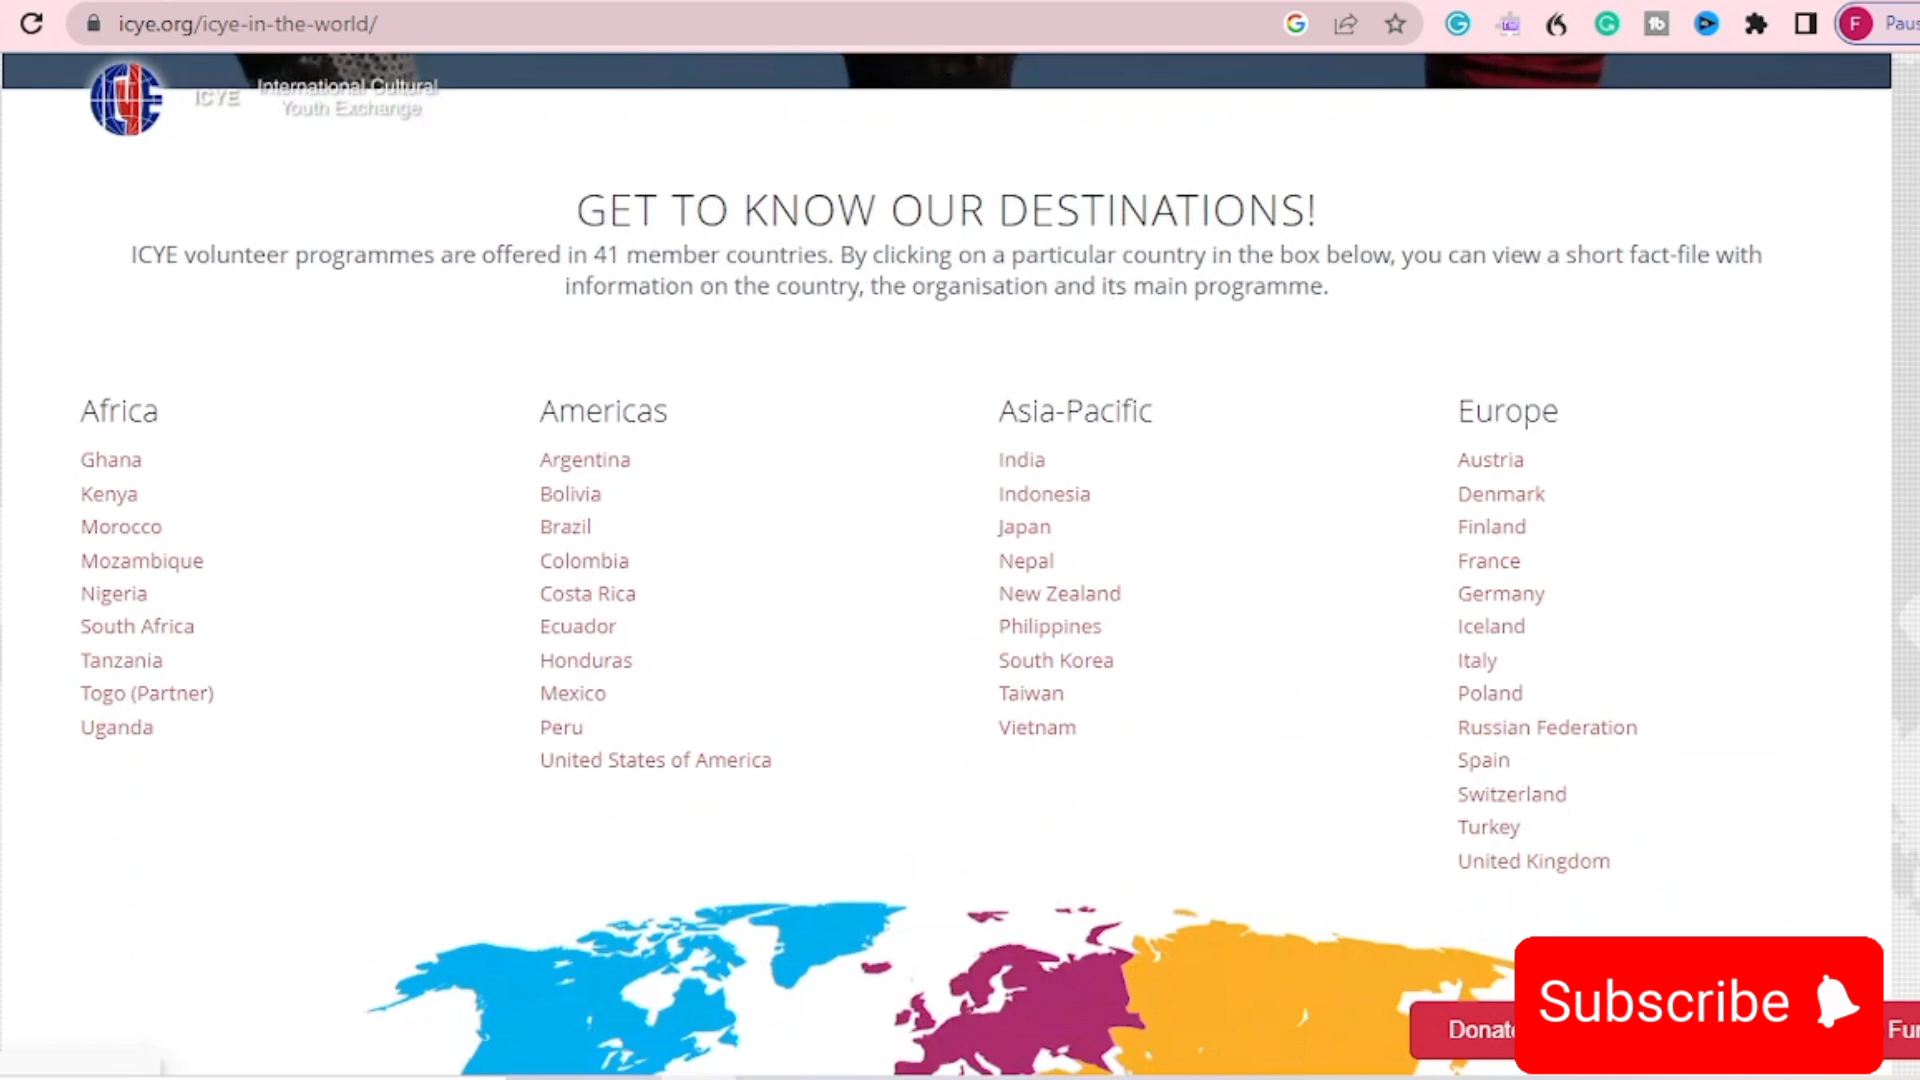 icye.org/icye-in-the-world/
F
ICYE
International Cultural
Youth Exchange
GET TO KNOW OUR DESTINATIONS!
ICYE volunteer programmes are offered in 41 member countries. By clicking on a particular country in the box below, you can view a short fact-file with
information on the country, the organisation and its main programme.
Africa
Ghana
Kenya
Morocco
Mozambique
Nigeria
South Africa
Tanzania
Togo (Partner)
Uganda
Americas
Argentina
Bolivia
Brazil
Colombia
Costa Rica
Ecuador
Honduras
Mexico
Peru
United States of America
Asia-Pacific
India
Indonesia
Japan
Nepal
New Zealand
Philippines
South Korea
Taiwan
Vietnam
Europe
Austria
Denmark
Finland
France
Germany
Iceland
Italy
Poland
Russian Federation
Spain
Switzerland
Turkey
United Kingdom
Subscribe